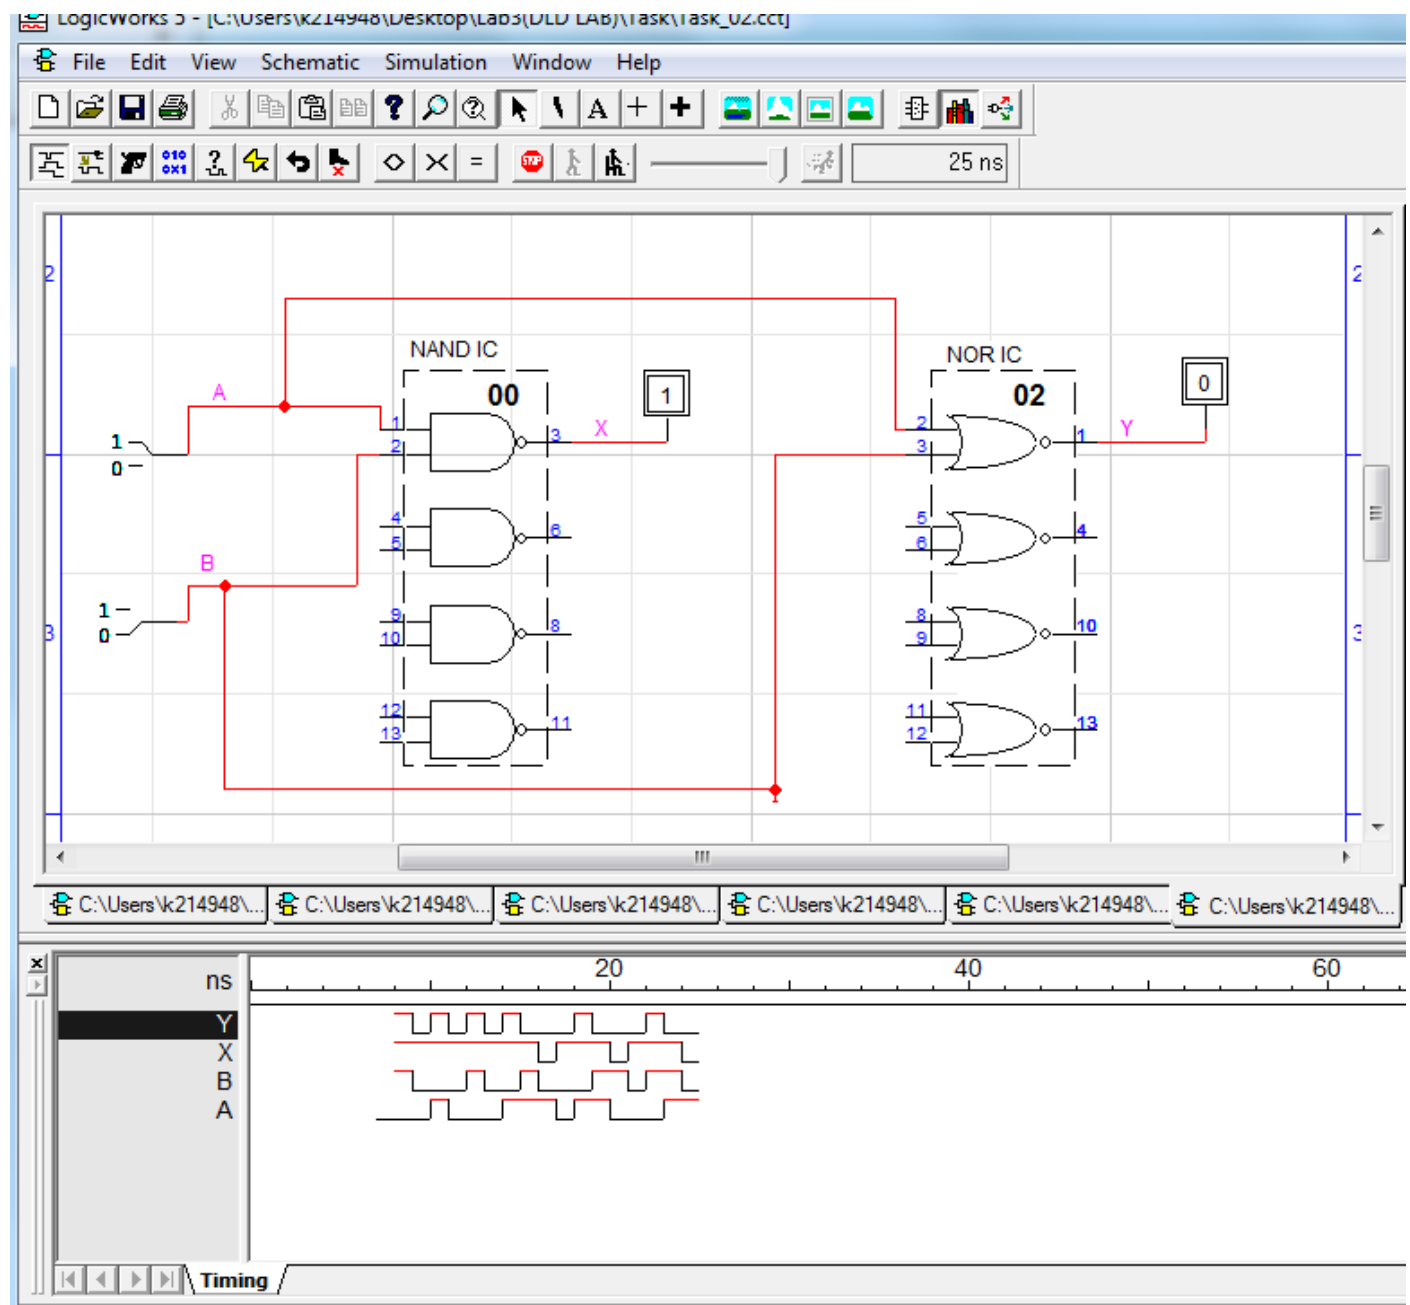 LogicWorks 5 - [C:\Users\k214948\Desktop\Lab3(DLD LAB)\Task\Task_02.cct]
File Edit View Schematic Simulation Window Help
25 ns
2
2
NAND IC
NOR IC
00
02
A
1
0
1
2
3
X
1
2
3
1
Y
0
4
5
6
5
6
4
B
1
0
3
3
9
10
8
8
9
10
12
13
11
11
12
13
C:\Users\k214948\... C:\Users\k214948\... C:\Users\k214948\... C:\Users\k214948\... C:\Users\k214948\... C:\Users\k214948\...
ns
20 40 60
Y
X
B
A
Timing